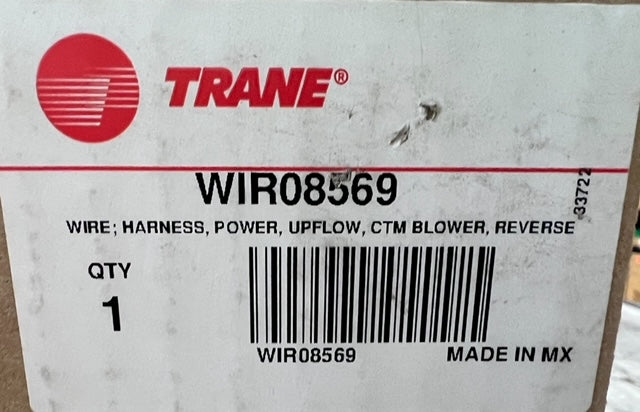 TRANE®
WIR08569
33722
WIRE; HARNESS, POWER, UPFLOW, CTM BLOWER, REVERSE
QTY
1
WIR08569
MADE IN MX